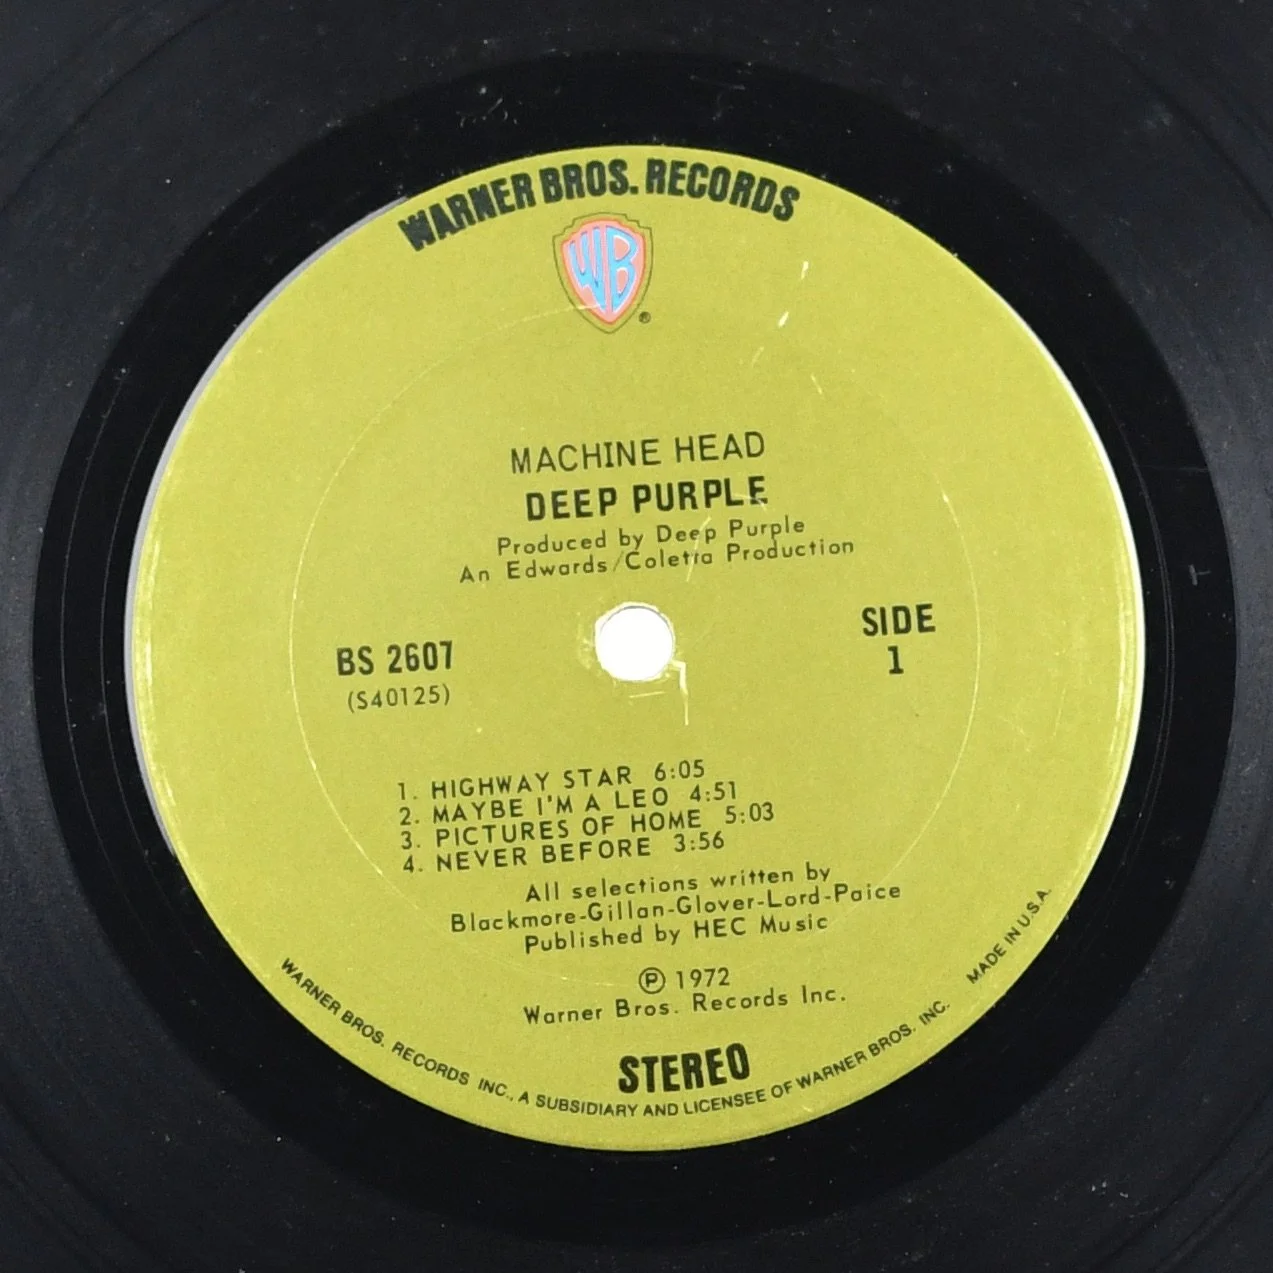 WARNER BROS. RECORDS
WB
®
MACHINE HEAD
DEEP PURPLE
Produced by Deep Purple
An Edwards/Coletta Production
BS 2607
(S40125)
SIDE
1
1. HIGHWAY STAR 6:05
2. MAYBE I'M A LEO 4:51
3. PICTURES OF HOME 5:03
4. NEVER BEFORE 3:56
All selections written by
Blackmore-Gillan-Glover-Lord-Paice
Published by HEC Music
℗ 1972
Warner Bros. Records Inc.
STEREO
WARNER BROS. RECORDS INC., A SUBSIDIARY AND LICENSEE OF WARNER BROS. INC. MADE IN U.S.A.